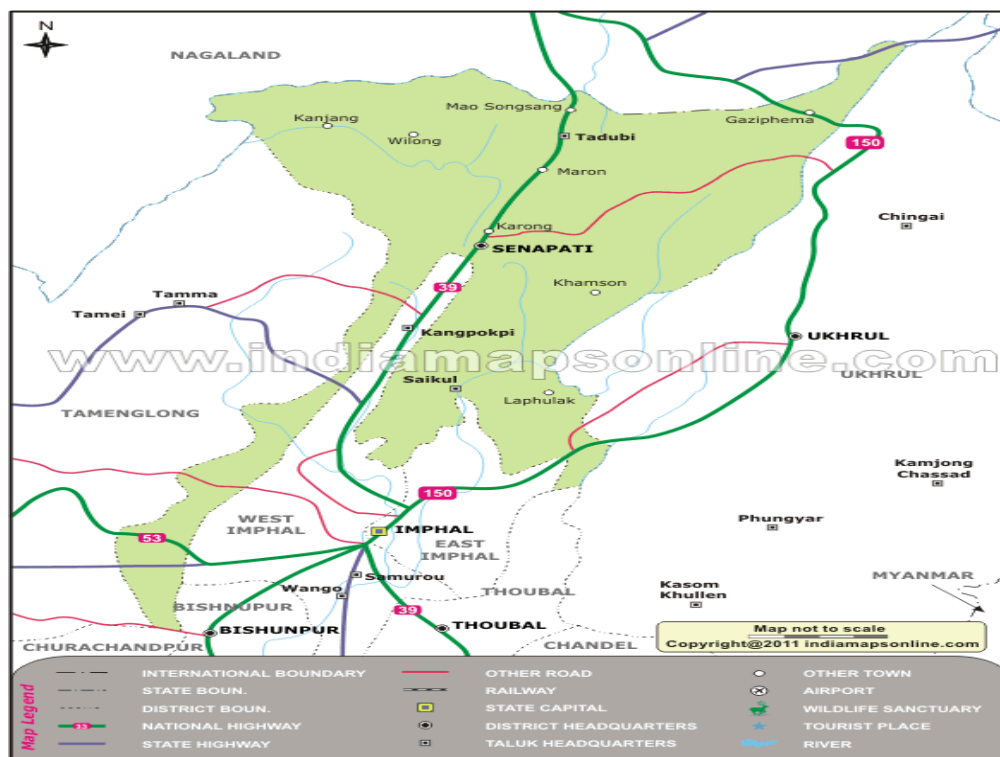 N
NAGALAND
Mao Songsang
Kanjang
Wilong
Tadubi
Gaziphema
150
Maron
Chingai
Karong
SENAPATI
39
Khamson
Tamma
Tamei
Kangpokpi
UKHRUL
www.indiamapsonline.com
UKHRUL
Saikul
Laphulak
TAMENGLONG
Kamjong
Chassad
150
WEST
IMPHAL
IMPHAL
Phungyar
53
EAST
IMPHAL
Samurou
MYANMAR
Wango
THOUBAL
Kasom
Khullen
BISHNUPUR
39
BISHUNPUR
THOUBAL
Map not to scale
Copyright@2011 indiamapsonline.com
CHURACHANDPUR
CHANDEL
Map Legend
INTERNATIONAL BOUNDARY
OTHER ROAD
OTHER TOWN
STATE BOUN.
RAILWAY
AIRPORT
DISTRICT BOUN.
STATE CAPITAL
WILDLIFE SANCTUARY
33
NATIONAL HIGHWAY
DISTRICT HEADQUARTERS
TOURIST PLACE
STATE HIGHWAY
TALUK HEADQUARTERS
RIVER